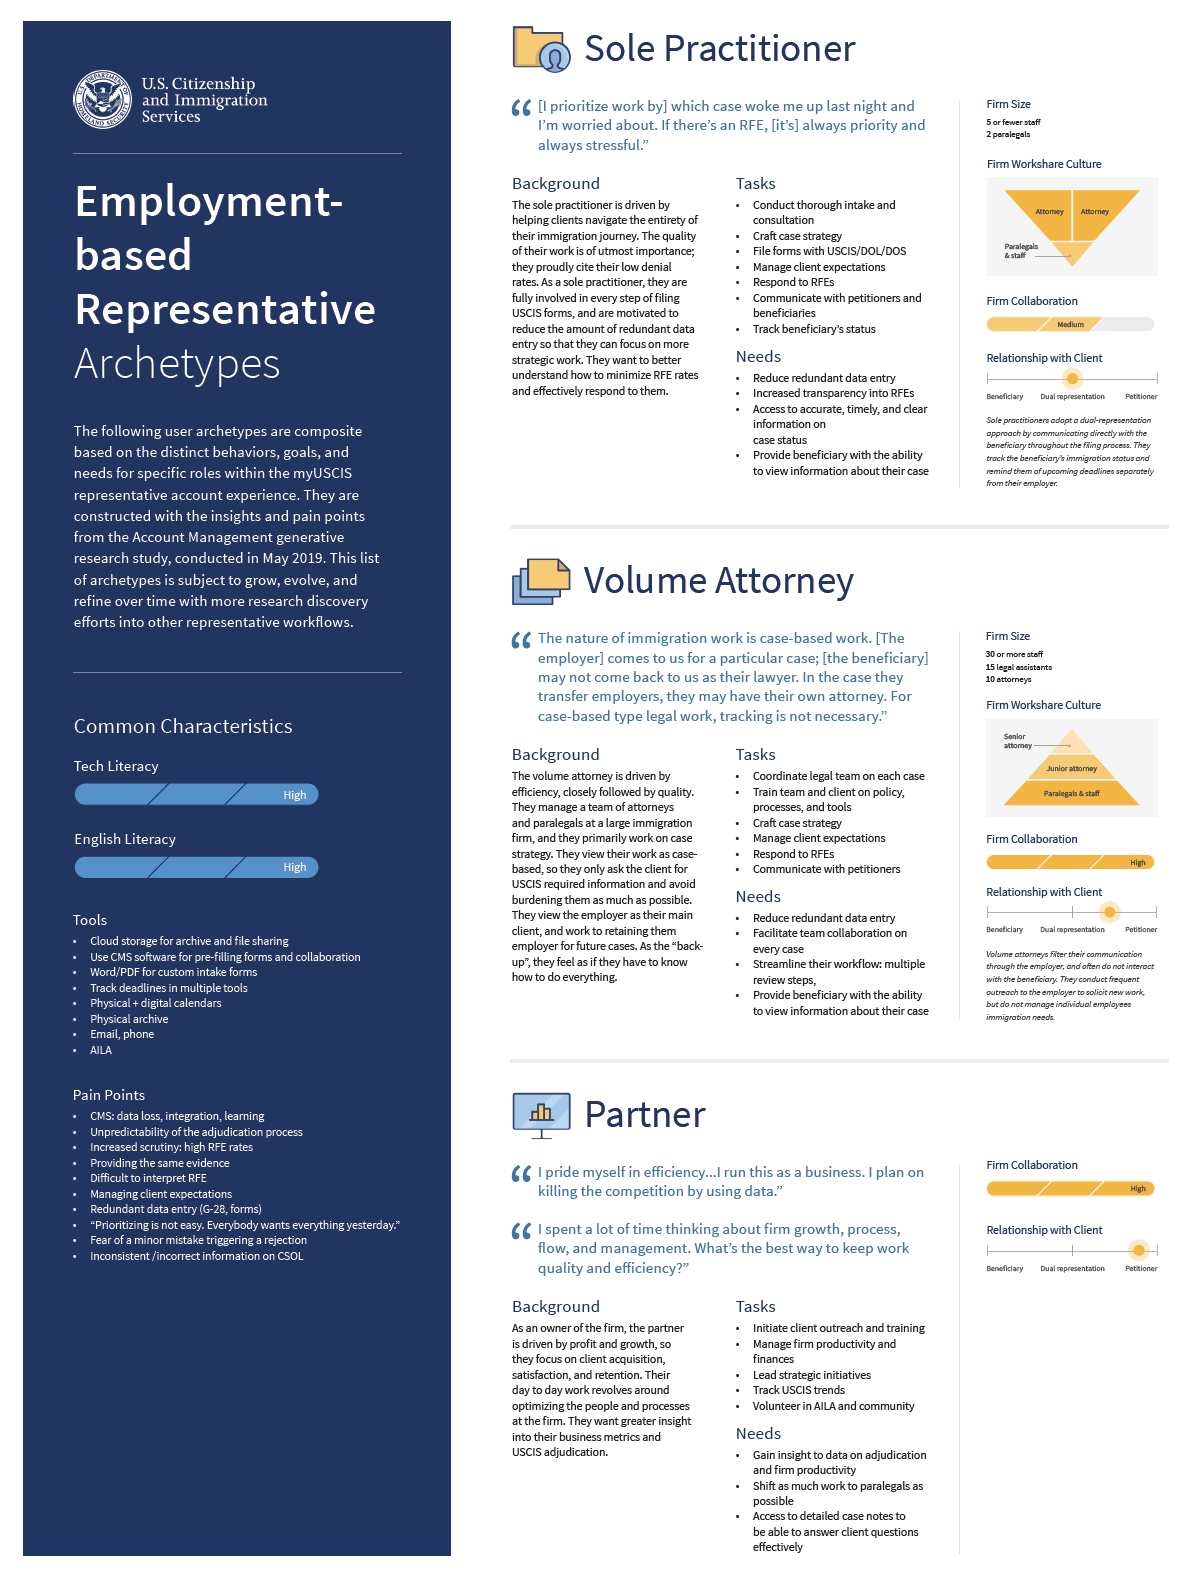 U.S. Citizenship
and Immigration
Services
Employment-
based
Representative
Archetypes
The following user archetypes are composite
based on the distinct behaviors, goals, and
needs for specific roles within the myUSCIS
representative account experience. They are
constructed with the insights and pain points
from the Account Management generative
research study, conducted in May 2019. This list
of archetypes is subject to grow, evolve, and
refine over time with more research discovery
efforts into other representative workflows.
Common Characteristics
Tech Literacy
High
English Literacy
High
Tools
• Cloud storage for archive and file sharing
• Use CMS software for pre-filling forms and collaboration
• Word/PDF for custom intake forms
• Track deadlines in multiple tools
• Physical + digital calendars
• Physical archive
• Email, phone
• AILA
Pain Points
• CMS: data loss, integration, learning
• Unpredictability of the adjudication process
• Increased scrutiny: high RFE rates
• Providing the same evidence
• Difficult to interpret RFE
• Managing client expectations
• Redundant data entry (G-28, forms)
• “Prioritizing is not easy. Everybody wants everything yesterday.”
• Fear of a minor mistake triggering a rejection
• Inconsistent /incorrect information on CSOL
Sole Practitioner
“ [I prioritize work by] which case woke me up last night and
I’m worried about. If there’s an RFE, [it’s] always priority and
always stressful.”
Background
The sole practitioner is driven by
helping clients navigate the entirety of
their immigration journey. The quality
of their work is of utmost importance;
they proudly cite their low denial
rates. As a sole practitioner, they are
fully involved in every step of filing
USCIS forms, and are motivated to
reduce the amount of redundant data
entry so that they can focus on more
strategic work. They want to better
understand how to minimize RFE rates
and effectively respond to them.
Tasks
• Conduct thorough intake and
consultation
• Craft case strategy
• File forms with USCIS/DOL/DOS
• Manage client expectations
• Respond to RFEs
• Communicate with petitioners and
beneficiaries
• Track beneficiary’s status
Needs
• Reduce redundant data entry
• Increased transparency into RFEs
• Access to accurate, timely, and clear
information on
case status
• Provide beneficiary with the ability
to view information about their case
Firm Size
5 or fewer staff
2 paralegals
Firm Workshare Culture
Attorney Attorney
Paralegals
& staff
Firm Collaboration
Medium
Relationship with Client
Beneficiary Dual representation Petitioner
Sole practitioners adopt a dual-representation
approach by communicating directly with the
beneficiary throughout the filing process. They
track the beneficiary’s immigration status and
remind them of upcoming deadlines separately
from their employer.
Volume Attorney
“ The nature of immigration work is case-based work. [The
employer] comes to us for a particular case; [the beneficiary]
may not come back to us as their lawyer. In the case they
transfer employers, they may have their own attorney. For
case-based type legal work, tracking is not necessary.”
Background
The volume attorney is driven by
efficiency, closely followed by quality.
They manage a team of attorneys
and paralegals at a large immigration
firm, and they primarily work on case
strategy. They view their work as case-
based, so they only ask the client for
USCIS required information and avoid
burdening them as much as possible.
They view the employer as their main
client, and work to retaining them
employer for future cases. As the “back-
up”, they feel as if they have to know
how to do everything.
Tasks
• Coordinate legal team on each case
• Train team and client on policy,
processes, and tools
• Craft case strategy
• Manage client expectations
• Respond to RFEs
• Communicate with petitioners
Needs
• Reduce redundant data entry
• Facilitate team collaboration on
every case
• Streamline their workflow: multiple
review steps,
• Provide beneficiary with the ability
to view information about their case
Firm Size
30 or more staff
15 legal assistants
10 attorneys
Firm Workshare Culture
Senior
attorney
Junior attorney
Paralegals & staff
Firm Collaboration
High
Relationship with Client
Beneficiary Dual representation Petitioner
Volume attorneys filter their communication
through the employer, and often do not interact
with the beneficiary. They conduct frequent
outreach to the employer to solicit new work,
but do not manage individual employees
immigration needs.
Partner
“ I pride myself in efficiency...I run this as a business. I plan on
killing the competition by using data.”
“ I spent a lot of time thinking about firm growth, process,
flow, and management. What’s the best way to keep work
quality and efficiency?”
Background
As an owner of the firm, the partner
is driven by profit and growth, so
they focus on client acquisition,
satisfaction, and retention. Their
day to day work revolves around
optimizing the people and processes
at the firm. They want greater insight
into their business metrics and
USCIS adjudication.
Tasks
• Initiate client outreach and training
• Manage firm productivity and
finances
• Lead strategic initiatives
• Track USCIS trends
• Volunteer in AILA and community
Needs
• Gain insight to data on adjudication
and firm productivity
• Shift as much work to paralegals as
possible
• Access to detailed case notes to
be able to answer client questions
effectively
Firm Collaboration
High
Relationship with Client
Beneficiary Dual representation Petitioner